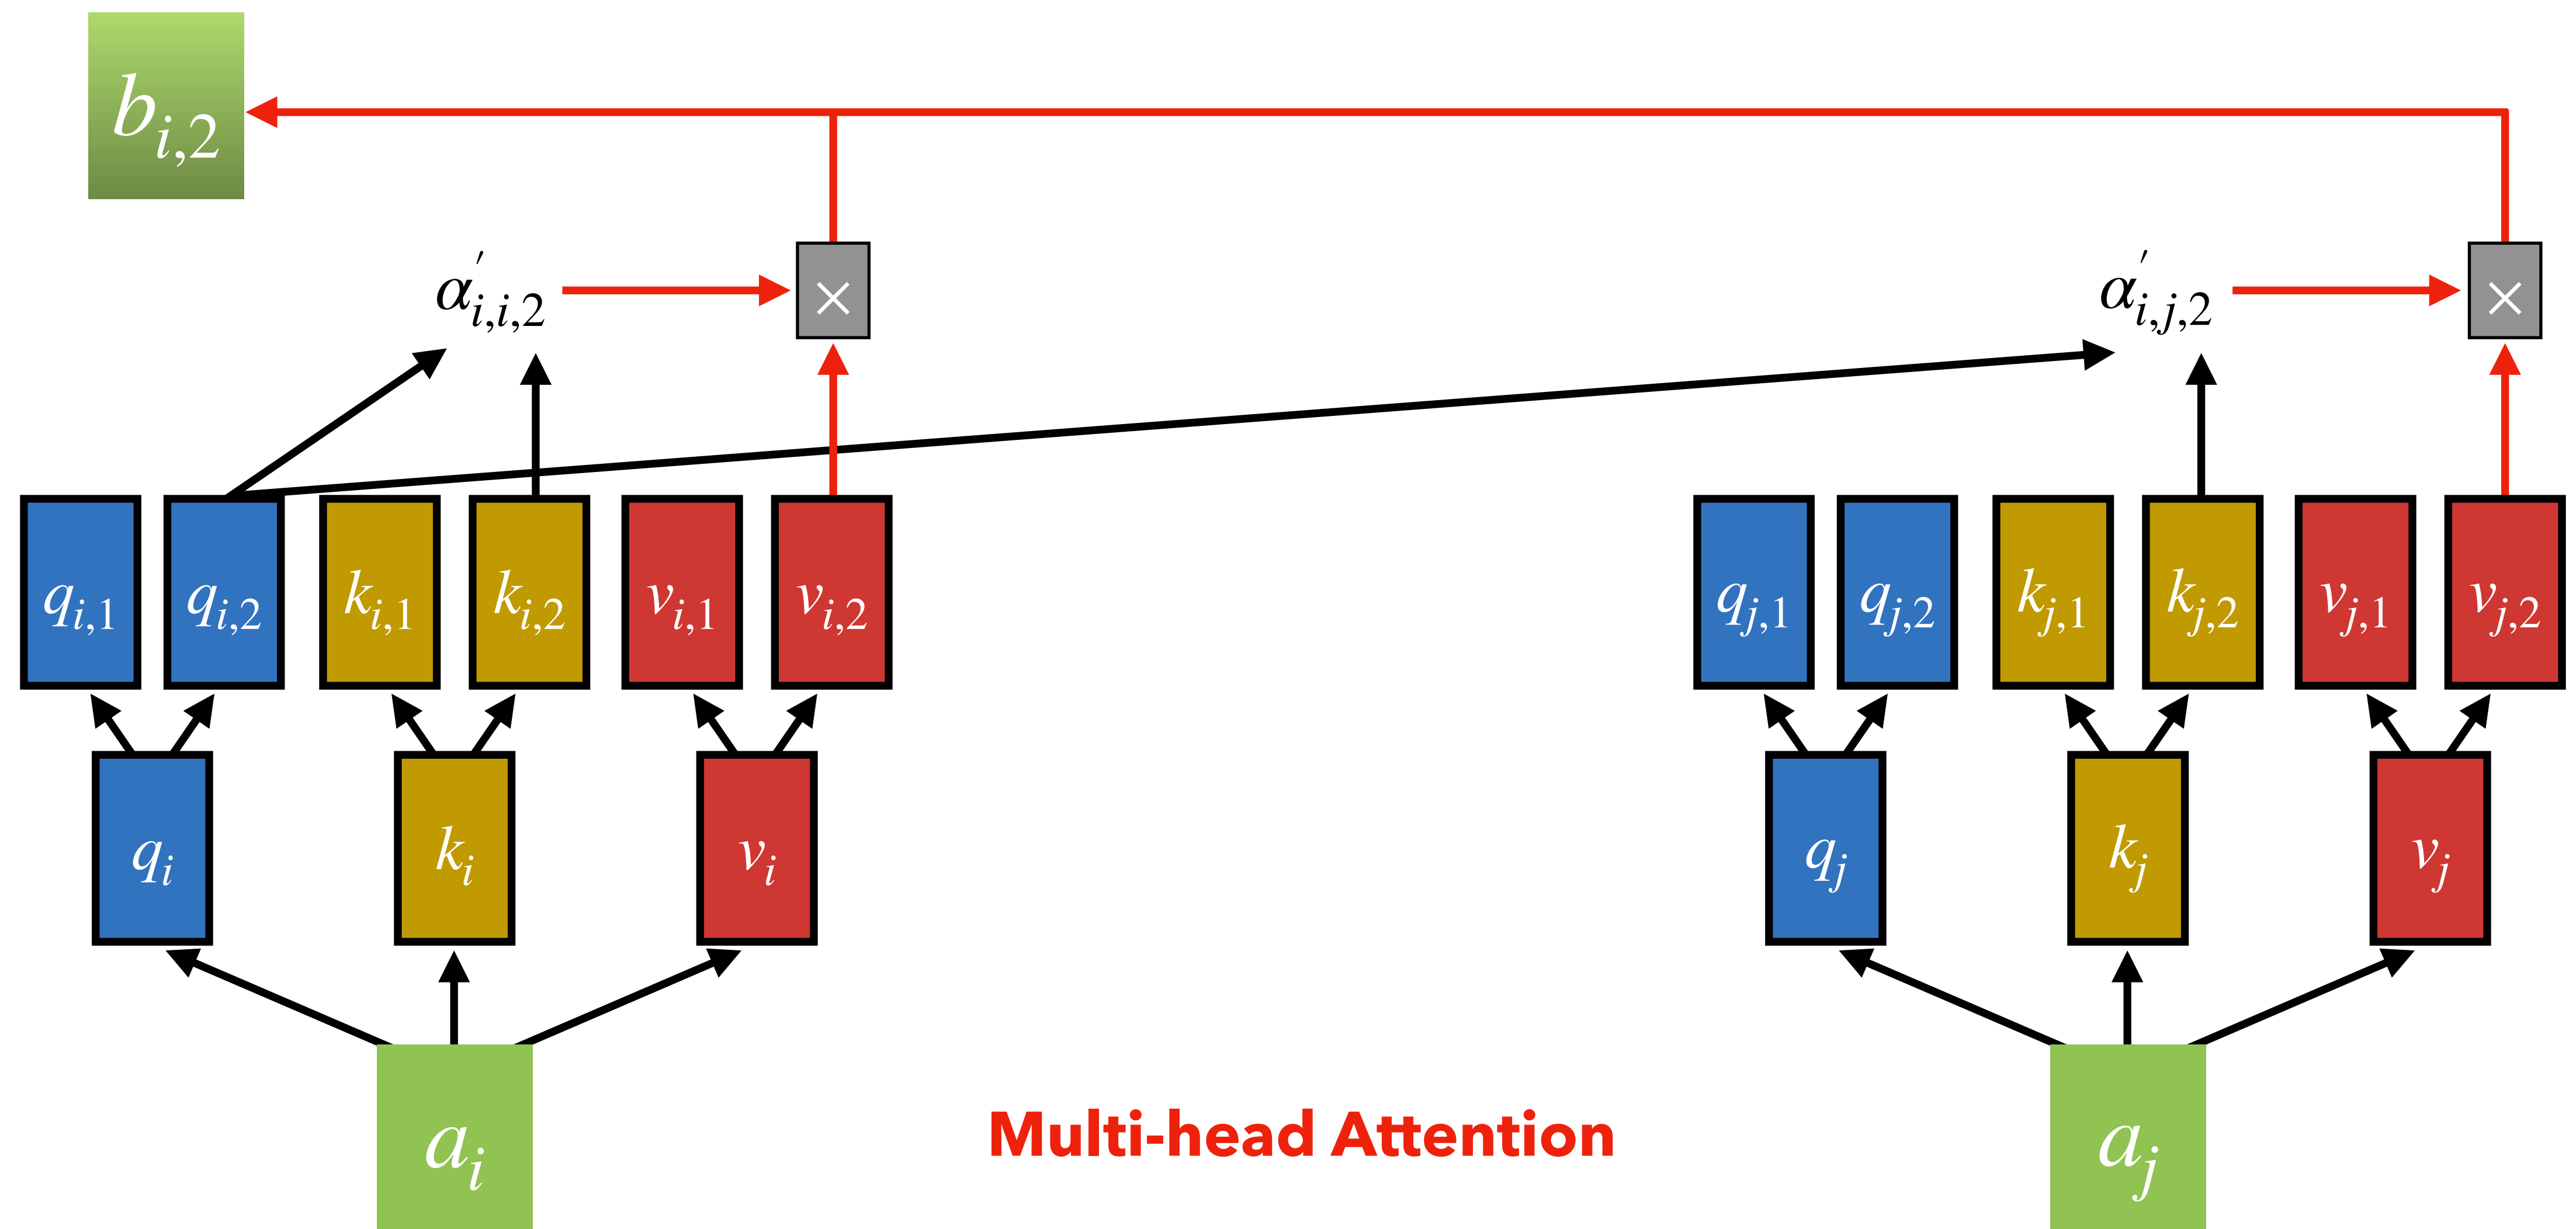 b_{i,2}
α'_{i,i,2} × α'_{i,j,2} ×
q_{i,1} q_{i,2} k_{i,1} k_{i,2} v_{i,1} v_{i,2} q_{j,1} q_{j,2} k_{j,1} k_{j,2} v_{j,1} v_{j,2}
q_i k_i v_i q_j k_j v_j
a_i Multi-head Attention a_j